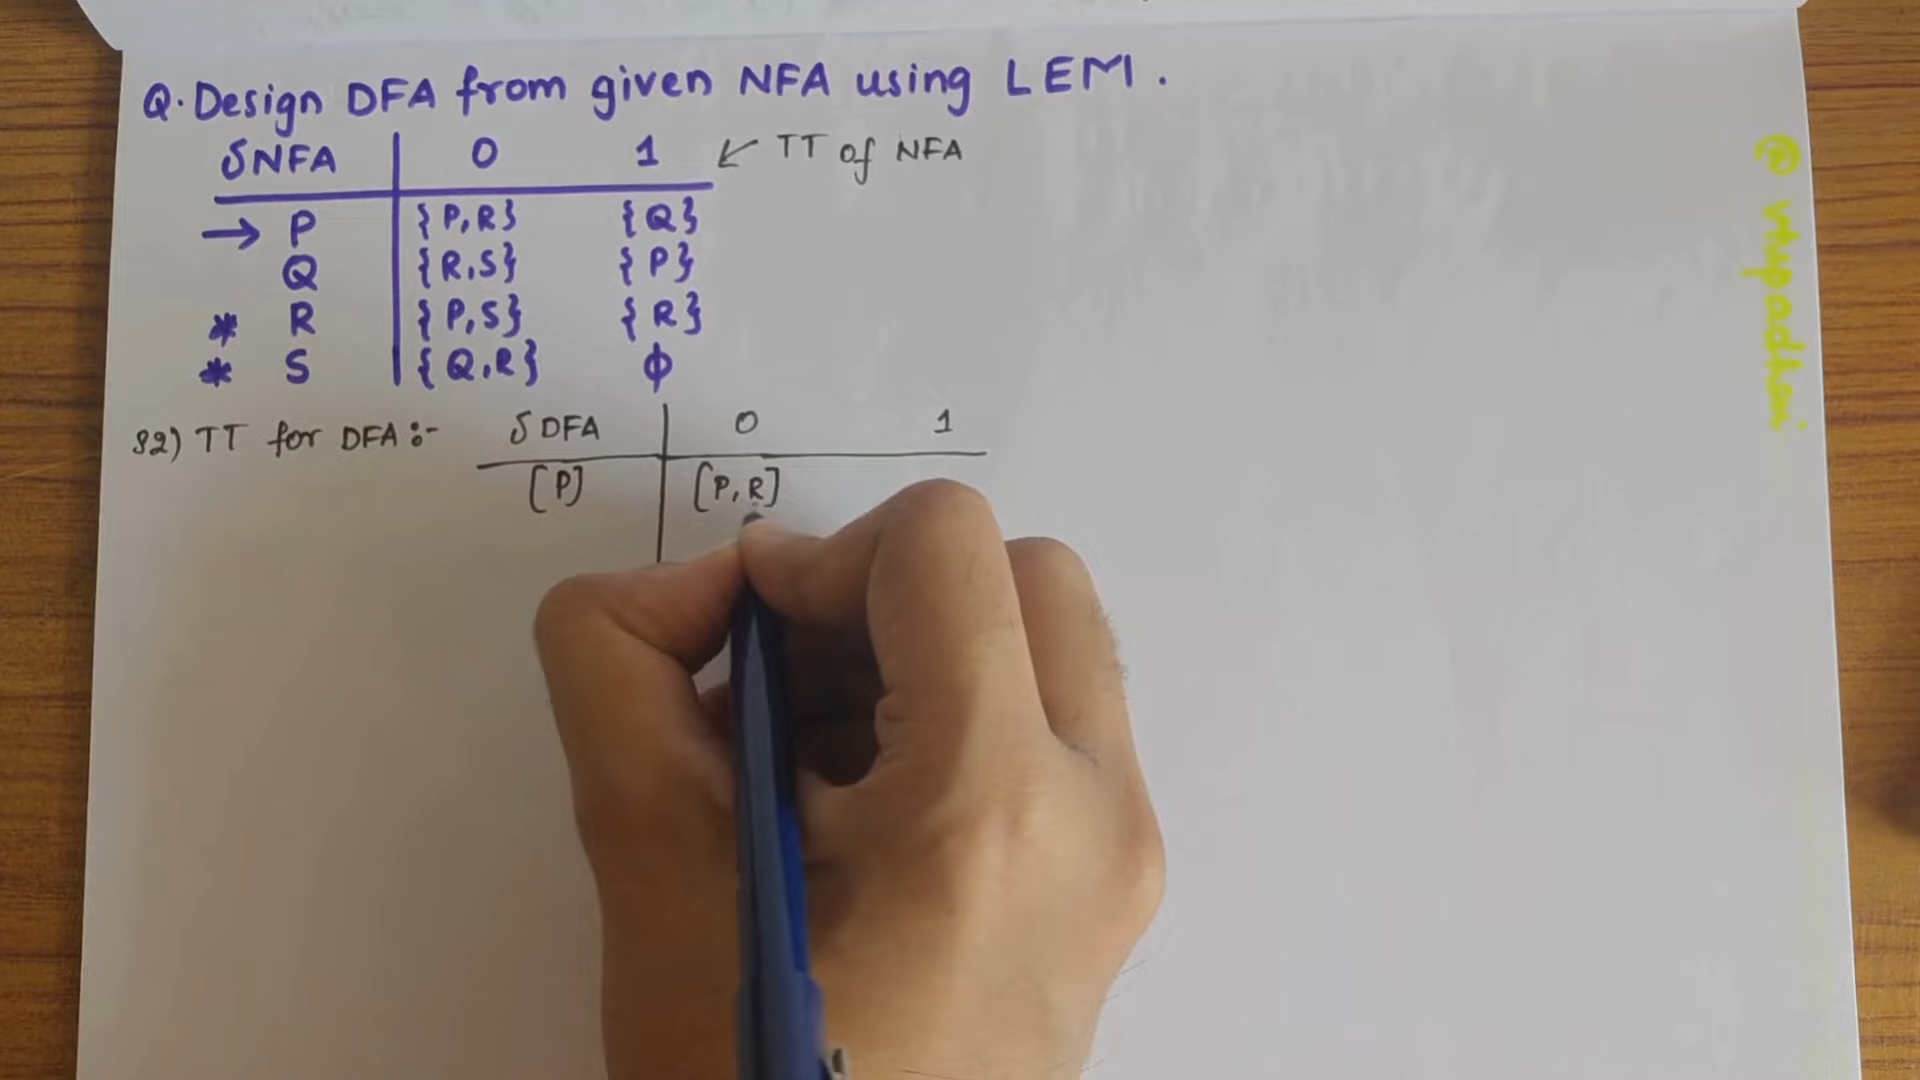 Q. Design DFA from given NFA using LEM.
δNFA 0 1 ↙ TT of NFA
→ P {P,R} {Q}
Q {R,S} {P}
* R {P,S} {R}
* S {Q,R} ϕ
S2) TT for DFA :- δDFA 0 1
[P] [P,R]